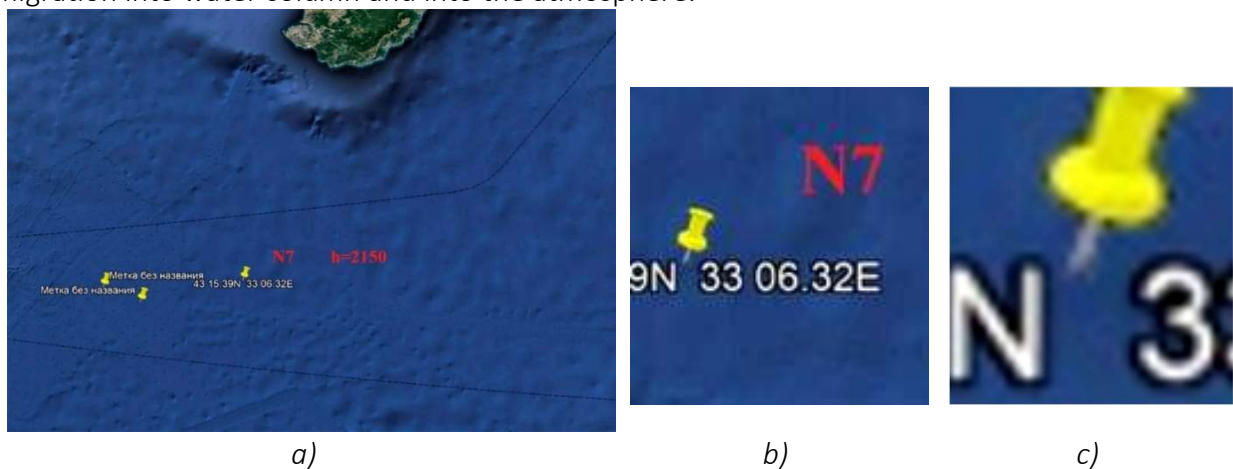 migration into water column and into the atmosphere.
N7 h=2150
Метка без названия
43 15.39N 33 06.32E
Метка без названия
N7
9N 33 06.32E
N 33
a) b) c)